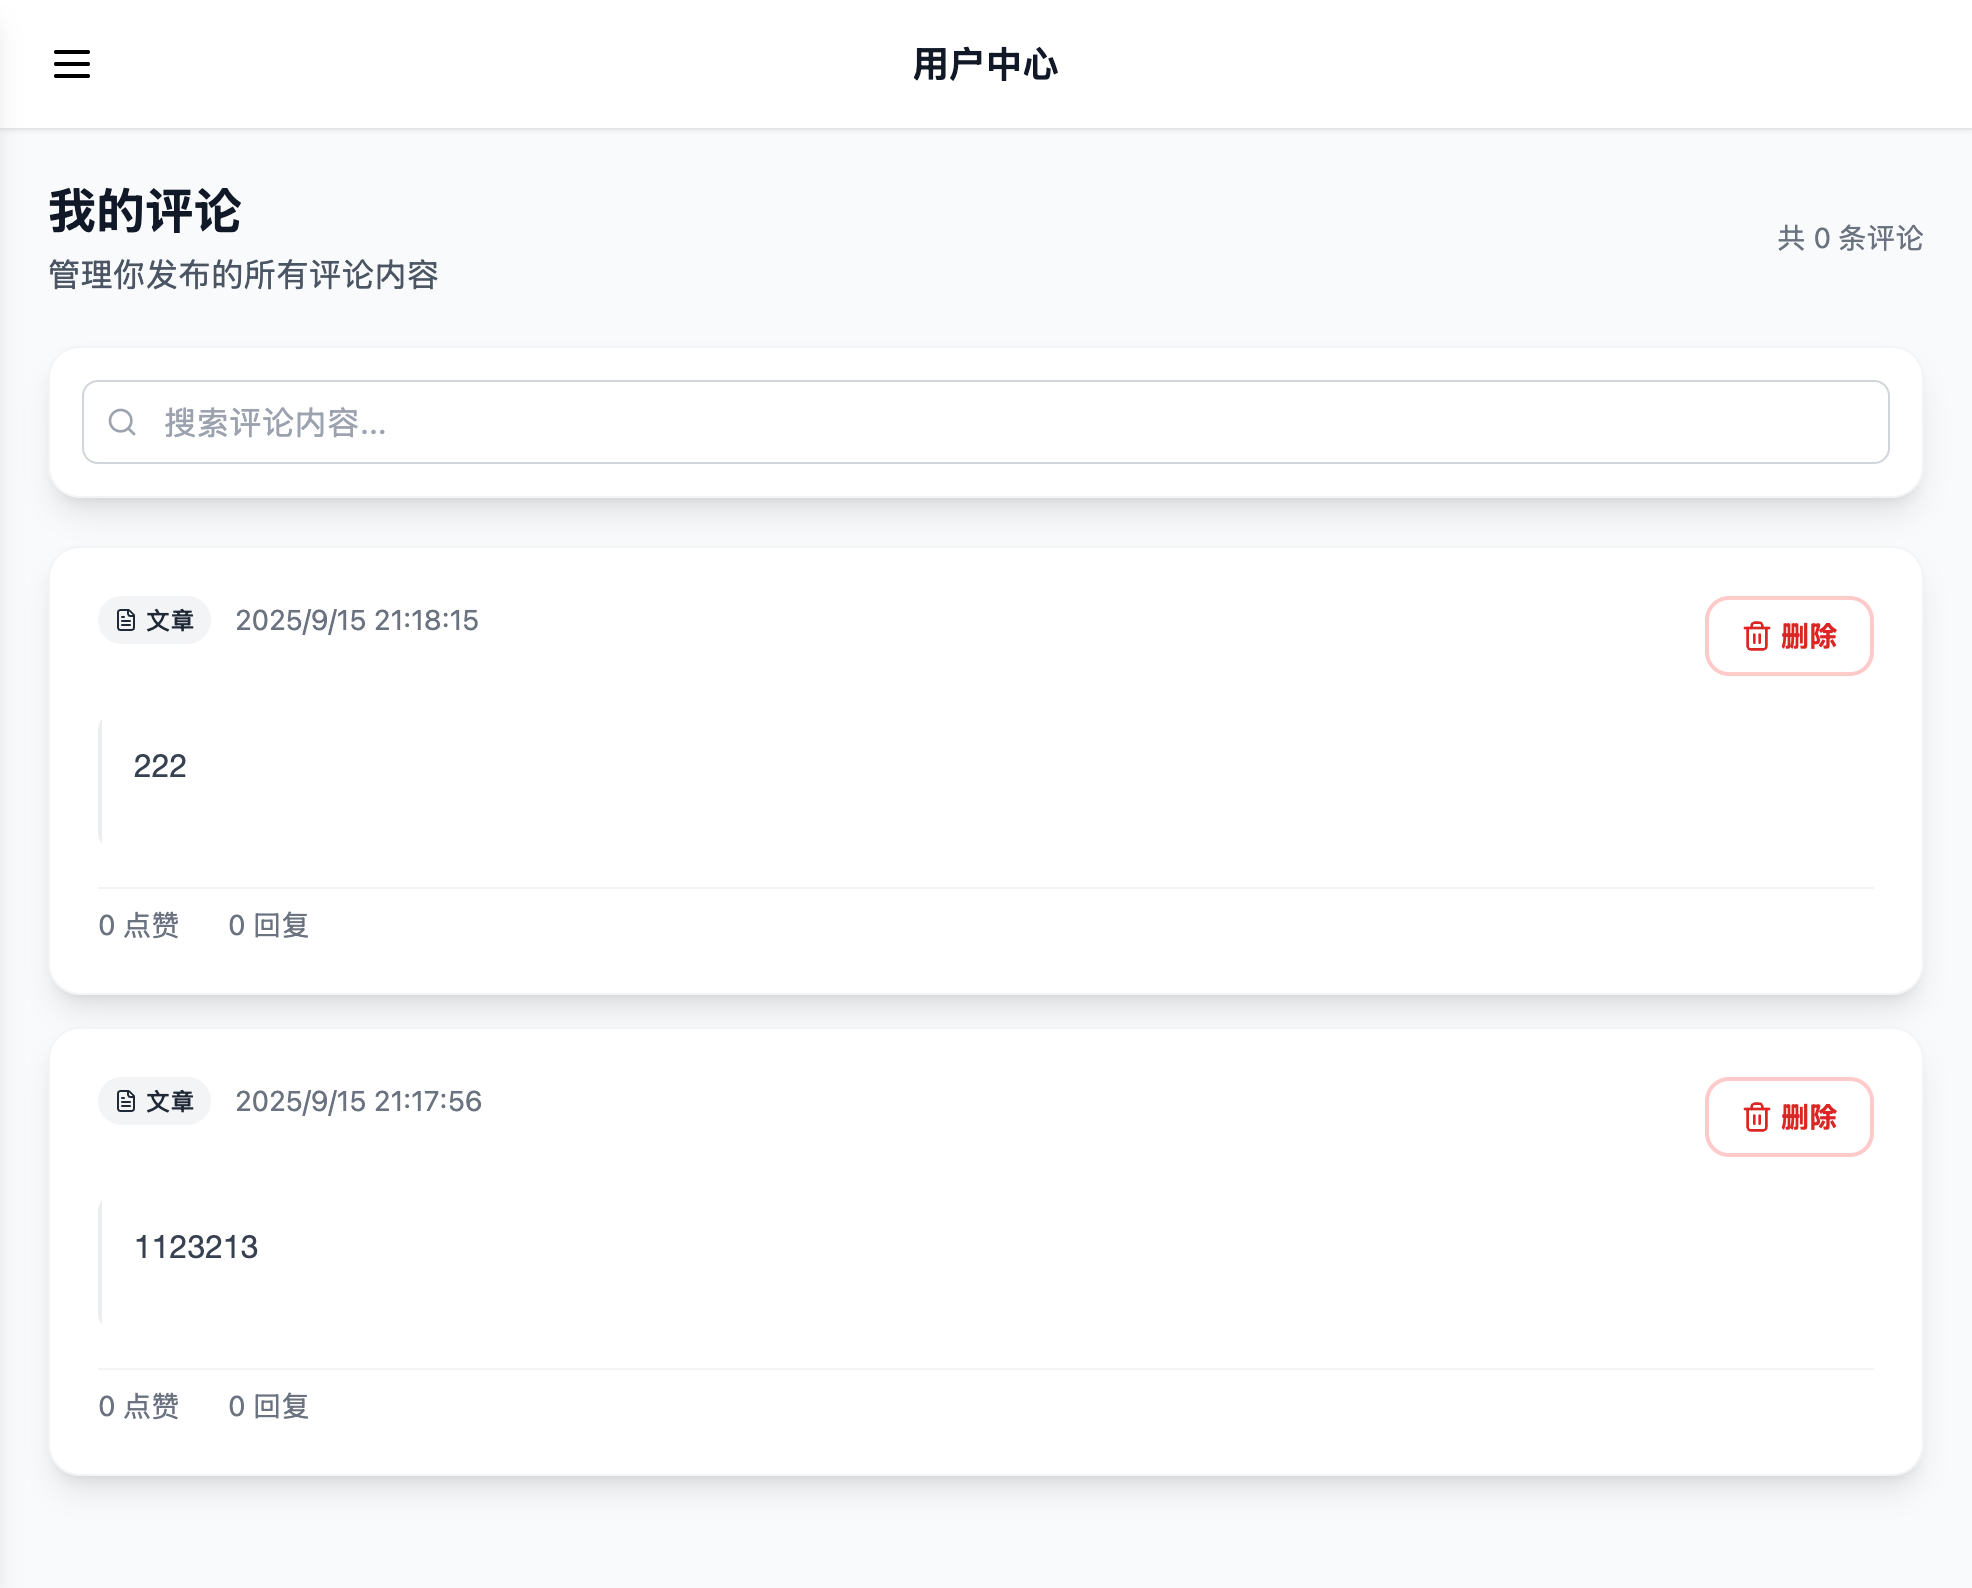 用户中心
我的评论
管理你发布的所有评论内容
共 0 条评论
搜索评论内容...
文章 2025/9/15 21:18:15 删除
222
0 点赞 0 回复
文章 2025/9/15 21:17:56 删除
1123213
0 点赞 0 回复